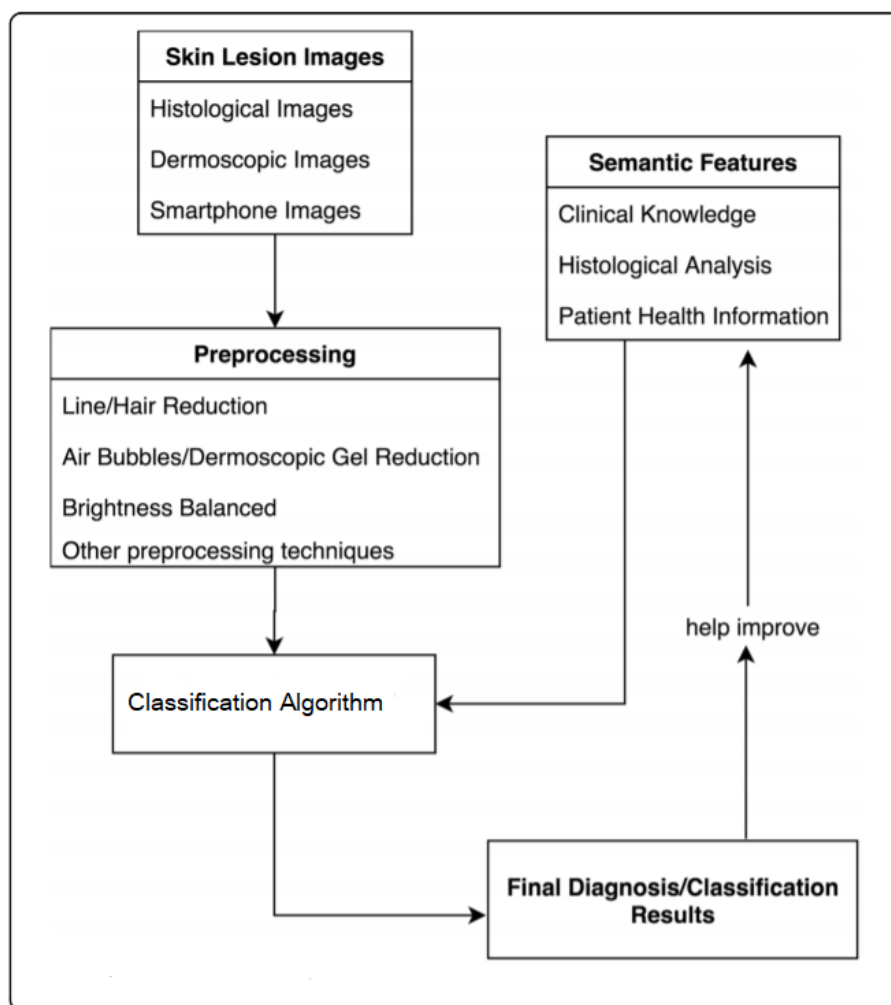 Skin Lesion Images
Histological Images
Dermoscopic Images
Smartphone Images
Semantic Features
Clinical Knowledge
Histological Analysis
Patient Health Information
Preprocessing
Line/Hair Reduction
Air Bubbles/Dermoscopic Gel Reduction
Brightness Balanced
Other preprocessing techniques
help improve
Classification Algorithm
Final Diagnosis/Classification
Results